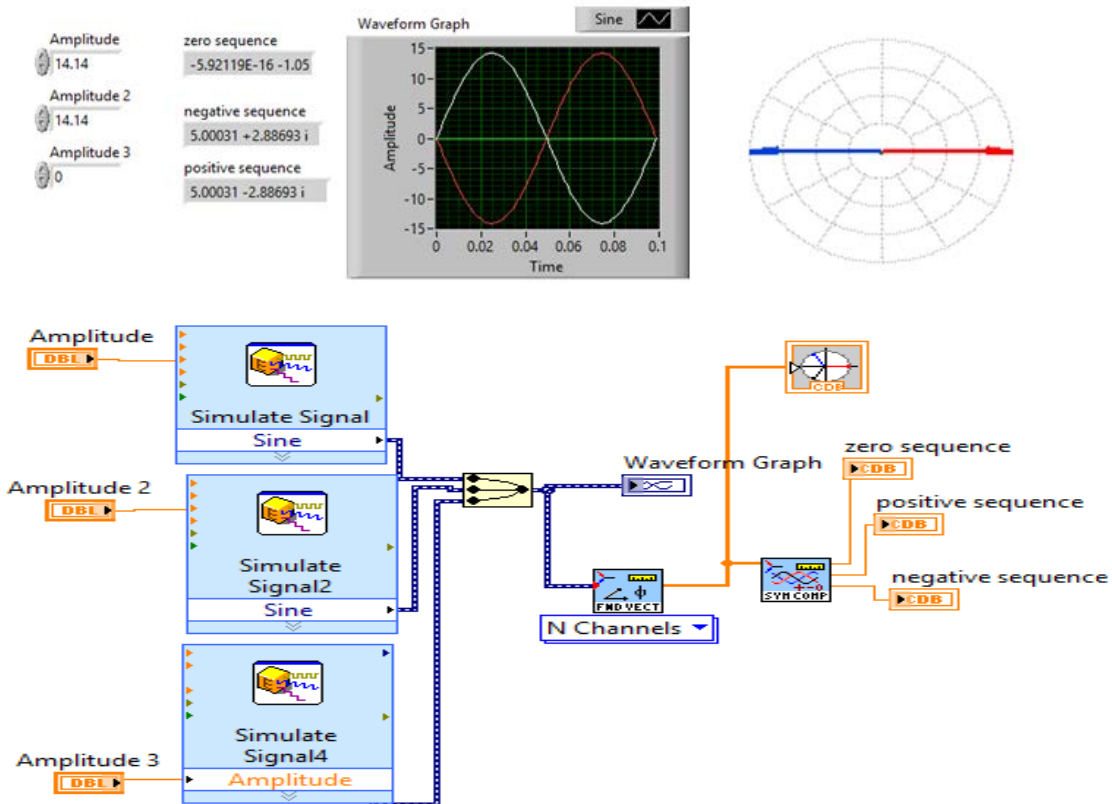 Amplitude
14.14
Amplitude 2
14.14
Amplitude 3
0
zero sequence
-5.92119E-16 -1.05
negative sequence
5.00031 +2.88693 i
positive sequence
5.00031 -2.88693 i
Waveform Graph
Sine
15
10
5
0
-5
-10
-15
Amplitude
0 0.02 0.04 0.06 0.08 0.1
Time
Amplitude
DBL
Simulate Signal
Sine
Amplitude 2
DBL
Simulate
Signal2
Sine
Amplitude 3
DBL
Simulate
Signal4
Amplitude
Waveform Graph
FND VECT
N Channels
CDB
SYM COMP
zero sequence
CDB
positive sequence
CDB
negative sequence
CDB